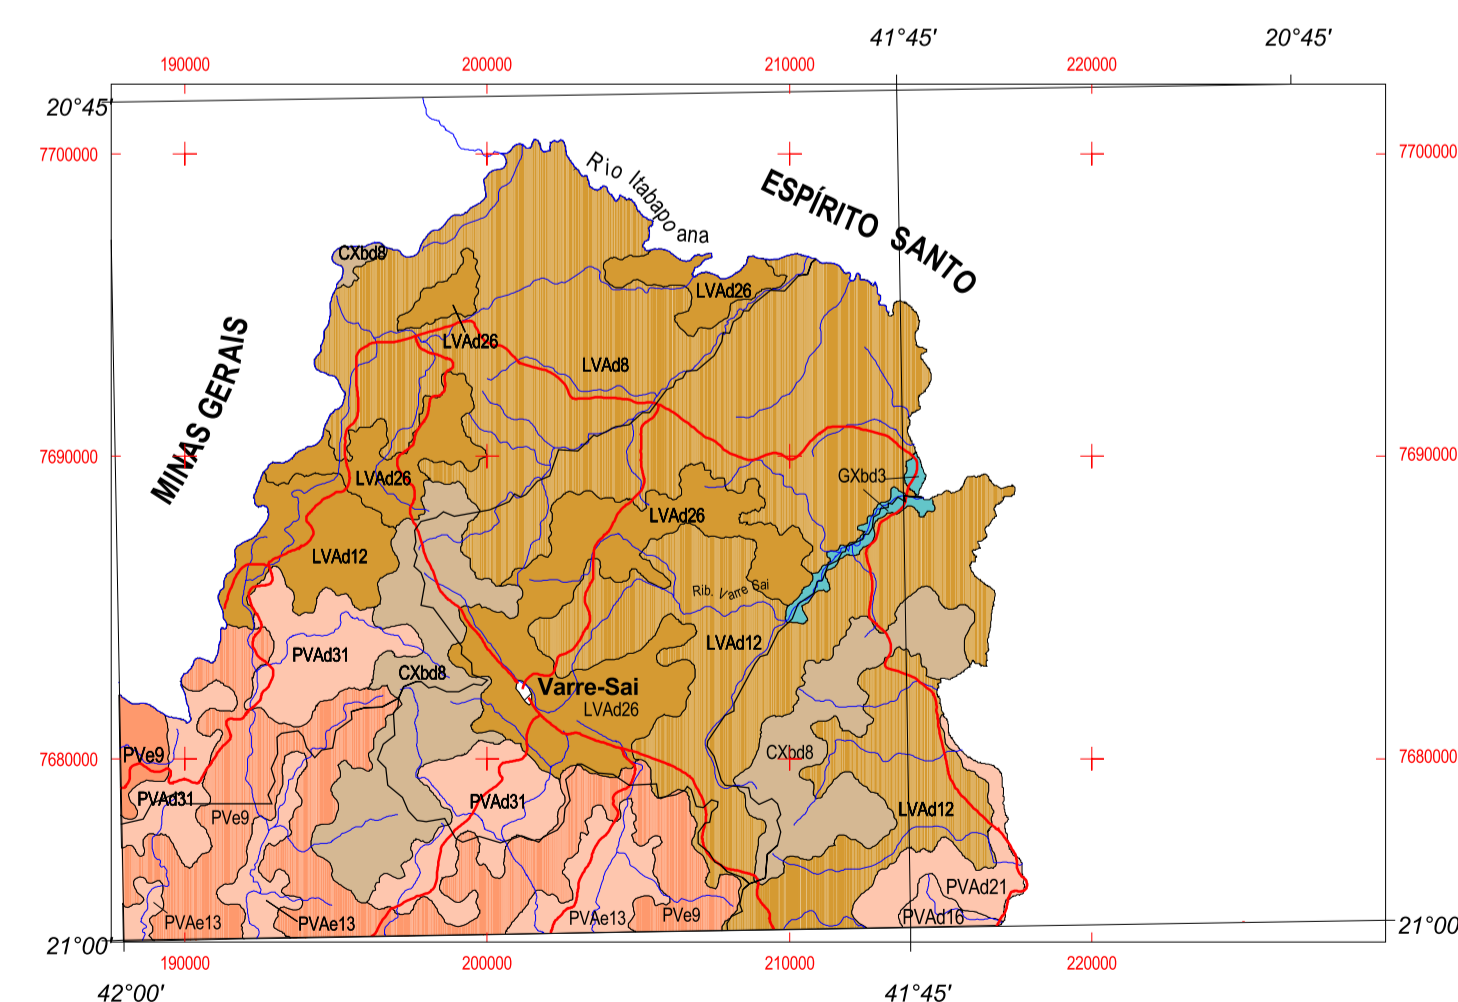 41°45' 20°45'
190000 200000 210000 220000
20°45'
7700000 7700000
Rio Itabapoana
ESPÍRITO SANTO
CXbd8
LVAd26
MINAS GERAIS
LVAd26
LVAd8
7690000 7690000
LVAd26
GXbd3
LVAd26
LVAd12
Rib. Varre Sai
LVAd12
PVAd31
CXbd8
Varre-Sai
LVAd26
PVe9
CXbd8
7680000 7680000
PVAd31
PVAd31
LVAd12
PVe9
PVAd21
PVAe13
PVAe13
PVAe13
PVe9
PVAd16
21°00' 21°00
190000 200000 210000 220000
42°00' 41°45'